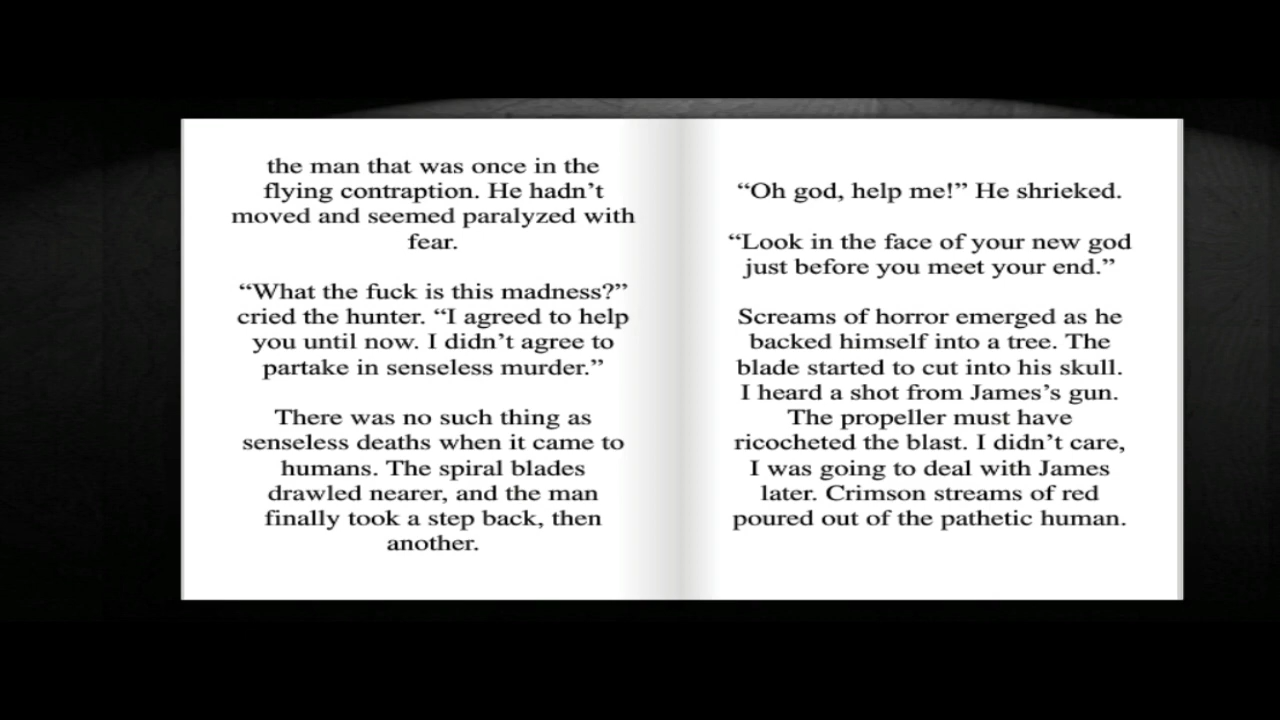 the man that was once in the
flying contraption. He hadn’t
moved and seemed paralyzed with
fear.
“What the fuck is this madness?”
cried the hunter. “I agreed to help
you until now. I didn’t agree to
partake in senseless murder.”
There was no such thing as
senseless deaths when it came to
humans. The spiral blades
drawled nearer, and the man
finally took a step back, then
another.
“Oh god, help me!” He shrieked.
“Look in the face of your new god
just before you meet your end.”
Screams of horror emerged as he
backed himself into a tree. The
blade started to cut into his skull.
I heard a shot from James’s gun.
The propeller must have
ricocheted the blast. I didn’t care,
I was going to deal with James
later. Crimson streams of red
poured out of the pathetic human.